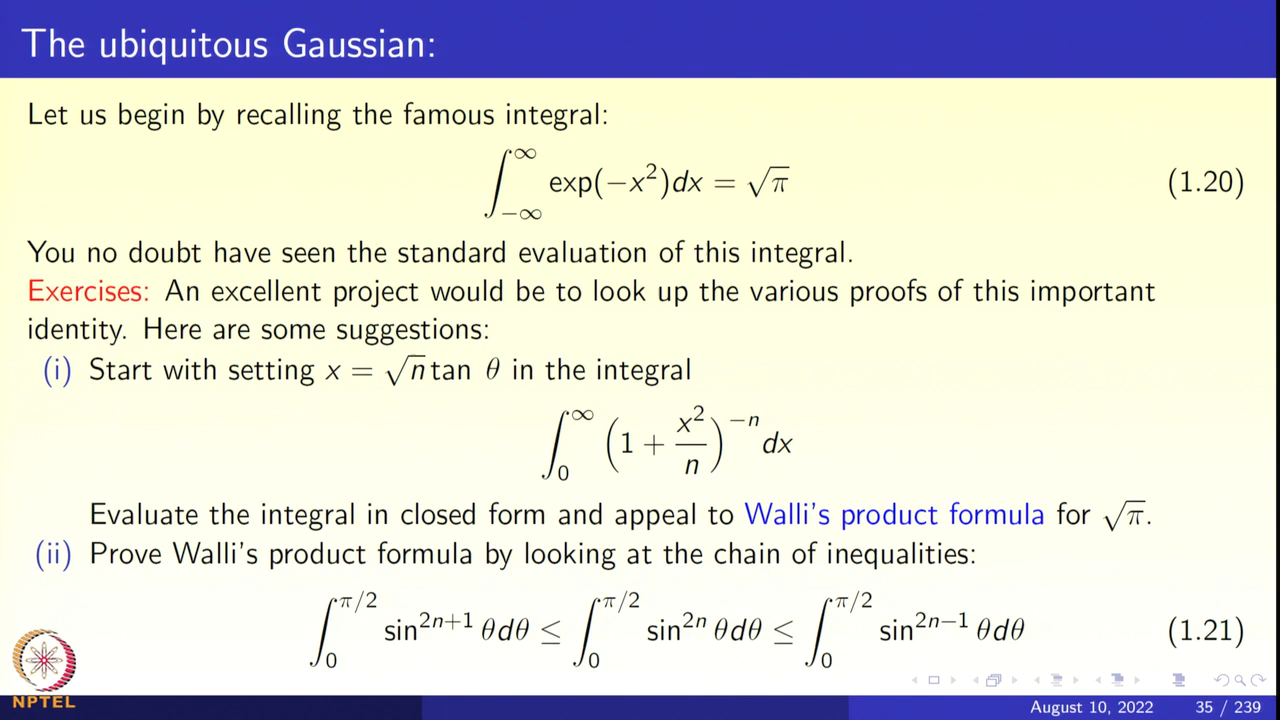 The ubiquitous Gaussian:
Let us begin by recalling the famous integral:
∫_{-∞}^{∞} exp(−x²)dx = √π (1.20)
You no doubt have seen the standard evaluation of this integral.
Exercises: An excellent project would be to look up the various proofs of this important
identity. Here are some suggestions:
(i) Start with setting x = √n tan θ in the integral
∫_0^∞ (1 + x²/n)^{−n} dx
Evaluate the integral in closed form and appeal to Walli's product formula for √π.
(ii) Prove Walli's product formula by looking at the chain of inequalities:
∫_0^{π/2} sin^{2n+1} θdθ ≤ ∫_0^{π/2} sin^{2n} θdθ ≤ ∫_0^{π/2} sin^{2n−1} θdθ (1.21)
NPTEL
August 10, 2022 35 / 239